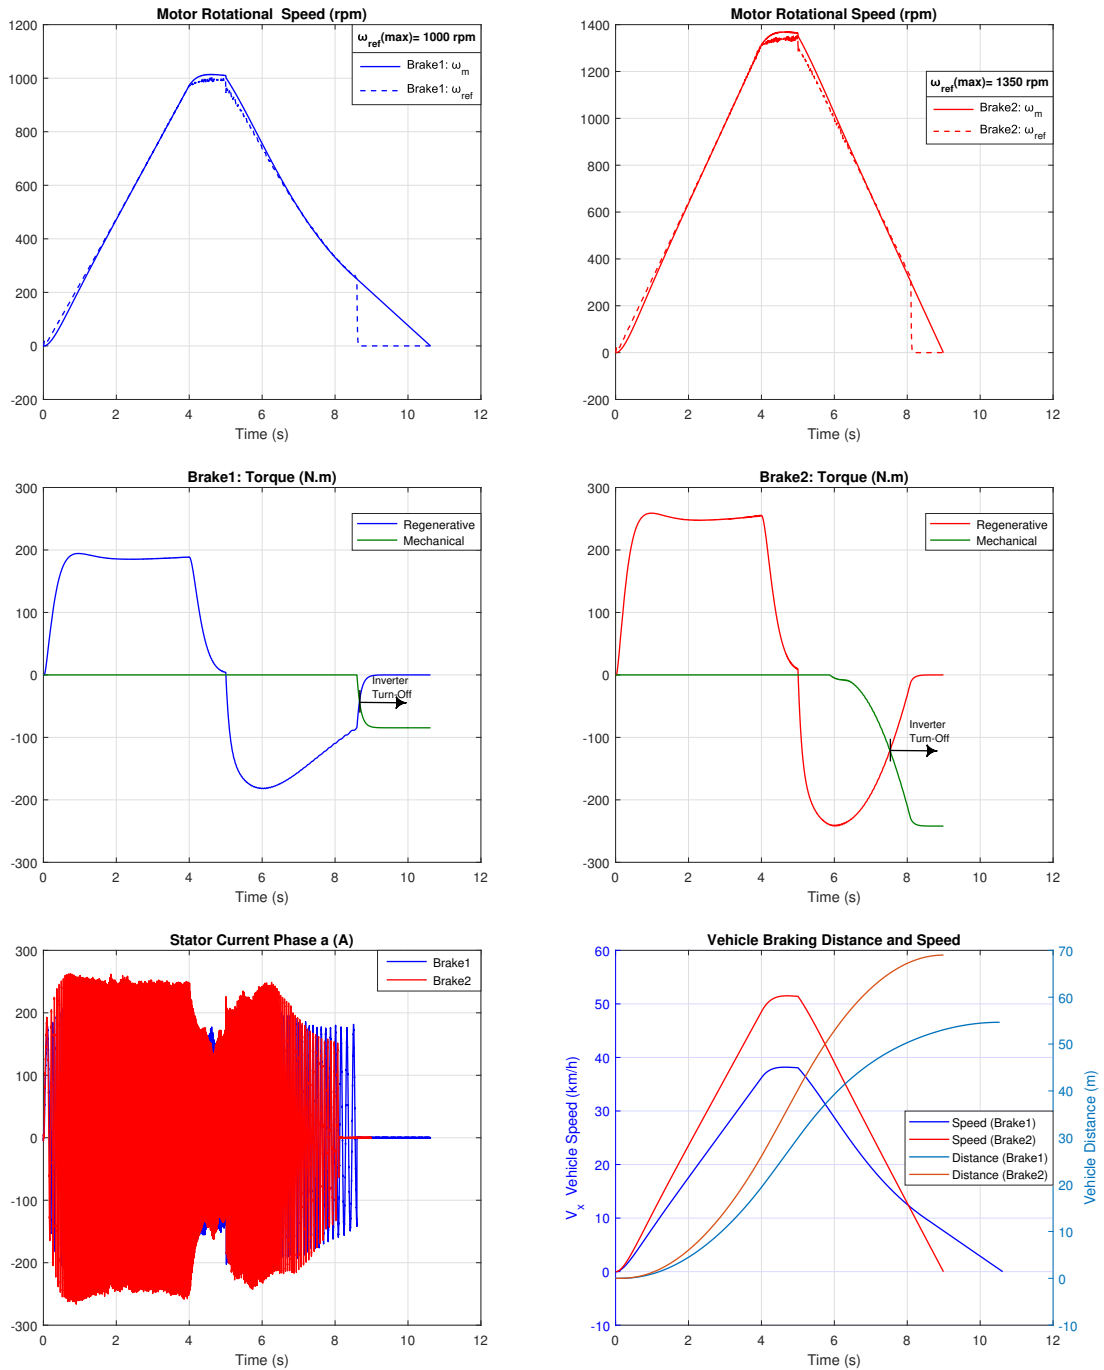 Motor Rotational Speed (rpm)
1200
1000
800
600
400
200
0
-200
0 2 4 6 8 10 12
Time (s)
ω_ref(max)= 1000 rpm
Brake1: ω_m
Brake1: ω_ref
Motor Rotational Speed (rpm)
1400
1200
1000
800
600
400
200
0
-200
0 2 4 6 8 10 12
Time (s)
ω_ref(max)= 1350 rpm
Brake2: ω_m
Brake2: ω_ref
Brake1: Torque (N.m)
300
200
100
0
-100
-200
-300
0 2 4 6 8 10 12
Time (s)
Regenerative
Mechanical
Inverter
Turn-Off
Brake2: Torque (N.m)
300
200
100
0
-100
-200
-300
0 2 4 6 8 10 12
Time (s)
Regenerative
Mechanical
Inverter
Turn-Off
Stator Current Phase a (A)
300
200
100
0
-100
-200
-300
0 2 4 6 8 10 12
Time (s)
Brake1
Brake2
Vehicle Braking Distance and Speed
V_x Vehicle Speed (km/h)
60
50
40
30
20
10
0
-10
0 2 4 6 8 10 12
Time (s)
Speed (Brake1)
Speed (Brake2)
Distance (Brake1)
Distance (Brake2)
70
60
50
40
30
20
10
0
-10
Vehicle Distance (m)